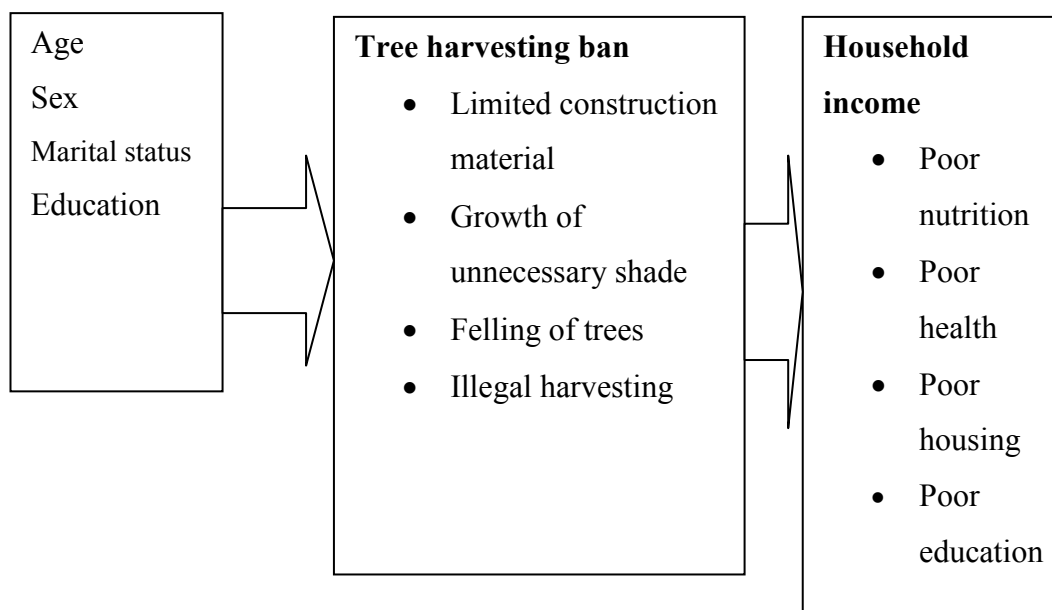 Age
Sex
Marital status
Education
Tree harvesting ban
• Limited construction
material
• Growth of
unnecessary shade
• Felling of trees
• Illegal harvesting
Household
income
• Poor
nutrition
• Poor
health
• Poor
housing
• Poor
education